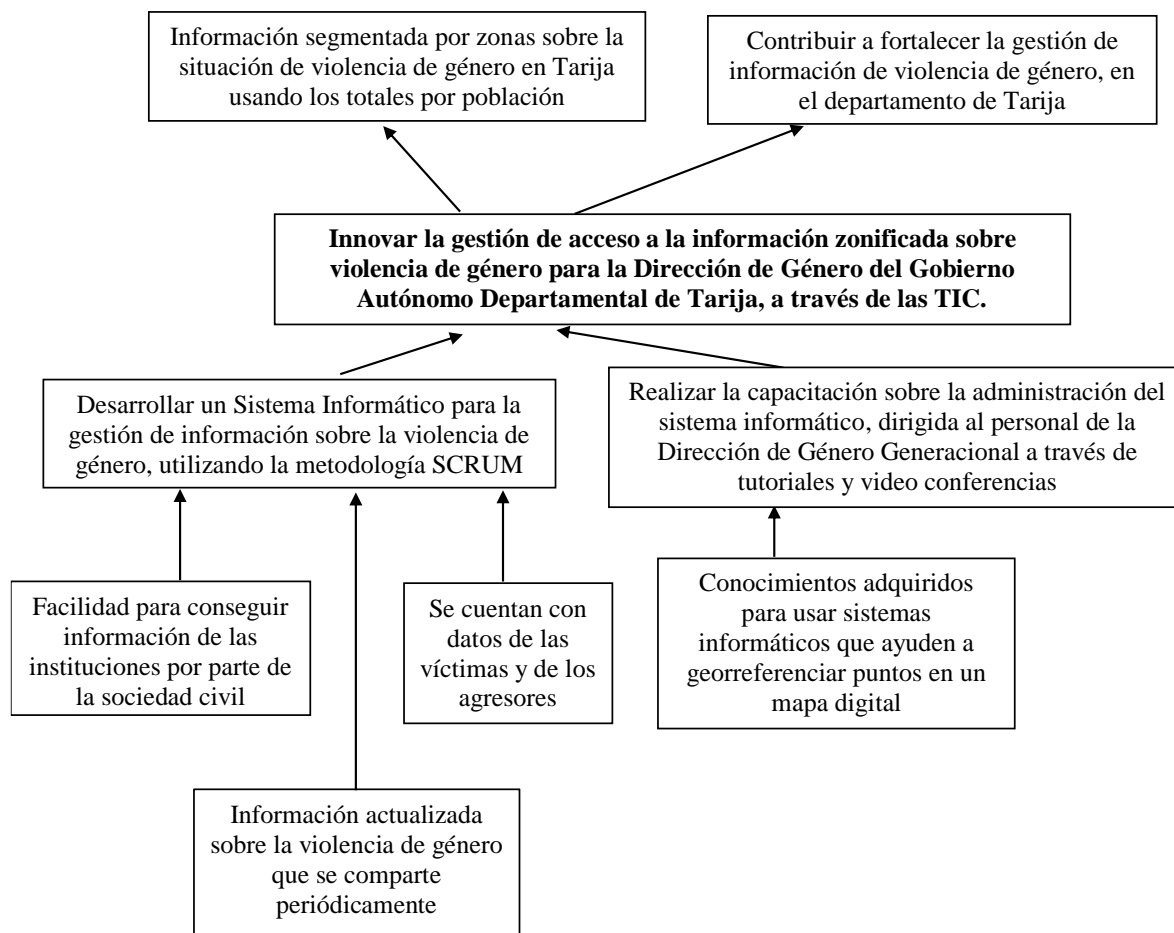 Información segmentada por zonas sobre la
situación de violencia de género en Tarija
usando los totales por población
Contribuir a fortalecer la gestión de
información de violencia de género, en
el departamento de Tarija
Innovar la gestión de acceso a la información zonificada sobre
violencia de género para la Dirección de Género del Gobierno
Autónomo Departamental de Tarija, a través de las TIC.
Desarrollar un Sistema Informático para la
gestión de información sobre la violencia de
género, utilizando la metodología SCRUM
Realizar la capacitación sobre la administración del
sistema informático, dirigida al personal de la
Dirección de Género Generacional a través de
tutoriales y video conferencias
Facilidad para conseguir
información de las
instituciones por parte de
la sociedad civil
Se cuentan con
datos de las
víctimas y de los
agresores
Conocimientos adquiridos
para usar sistemas
informáticos que ayuden a
georreferenciar puntos en un
mapa digital
Información actualizada
sobre la violencia de género
que se comparte
periódicamente